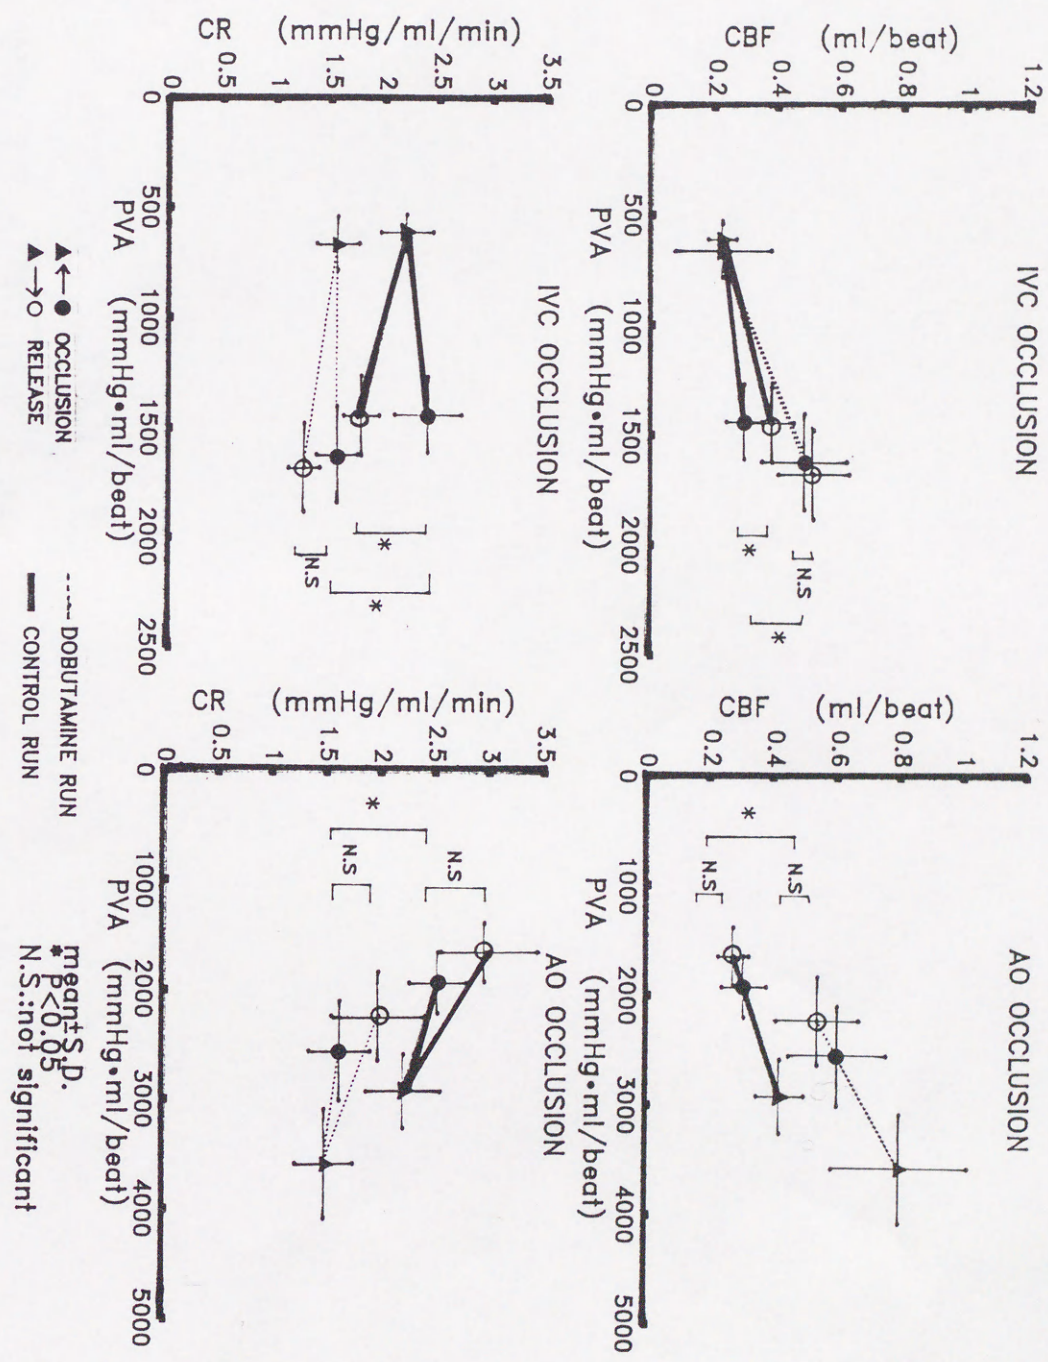 IVC OCCLUSION
CBF (ml/beat)
1.2
1
0.8
0.6
0.4
0.2
0
N.S
*
*
0 500 1000 1500 2000 2500
PVA (mmHg•ml/beat)
AO OCCLUSION
CBF (ml/beat)
1.2
1
0.8
0.6
0.4
0.2
0
*
N.S
N.S
0 1000 2000 3000 4000 5000
PVA (mmHg•ml/beat)
IVC OCCLUSION
CR (mmHg/ml/min)
3.5
3
2.5
2
1.5
1
0.5
0
*
N.S
*
0 500 1000 1500 2000 2500
PVA (mmHg•ml/beat)
AO OCCLUSION
CR (mmHg/ml/min)
3.5
3
2.5
2
1.5
1
0.5
0
*
N.S
N.S
0 1000 2000 3000 4000 5000
PVA (mmHg•ml/beat)
▲←● OCCLUSION
▲→○ RELEASE
DOBUTAMINE RUN
CONTROL RUN
mean±S.D.
* P<0.05
N.S.:not significant